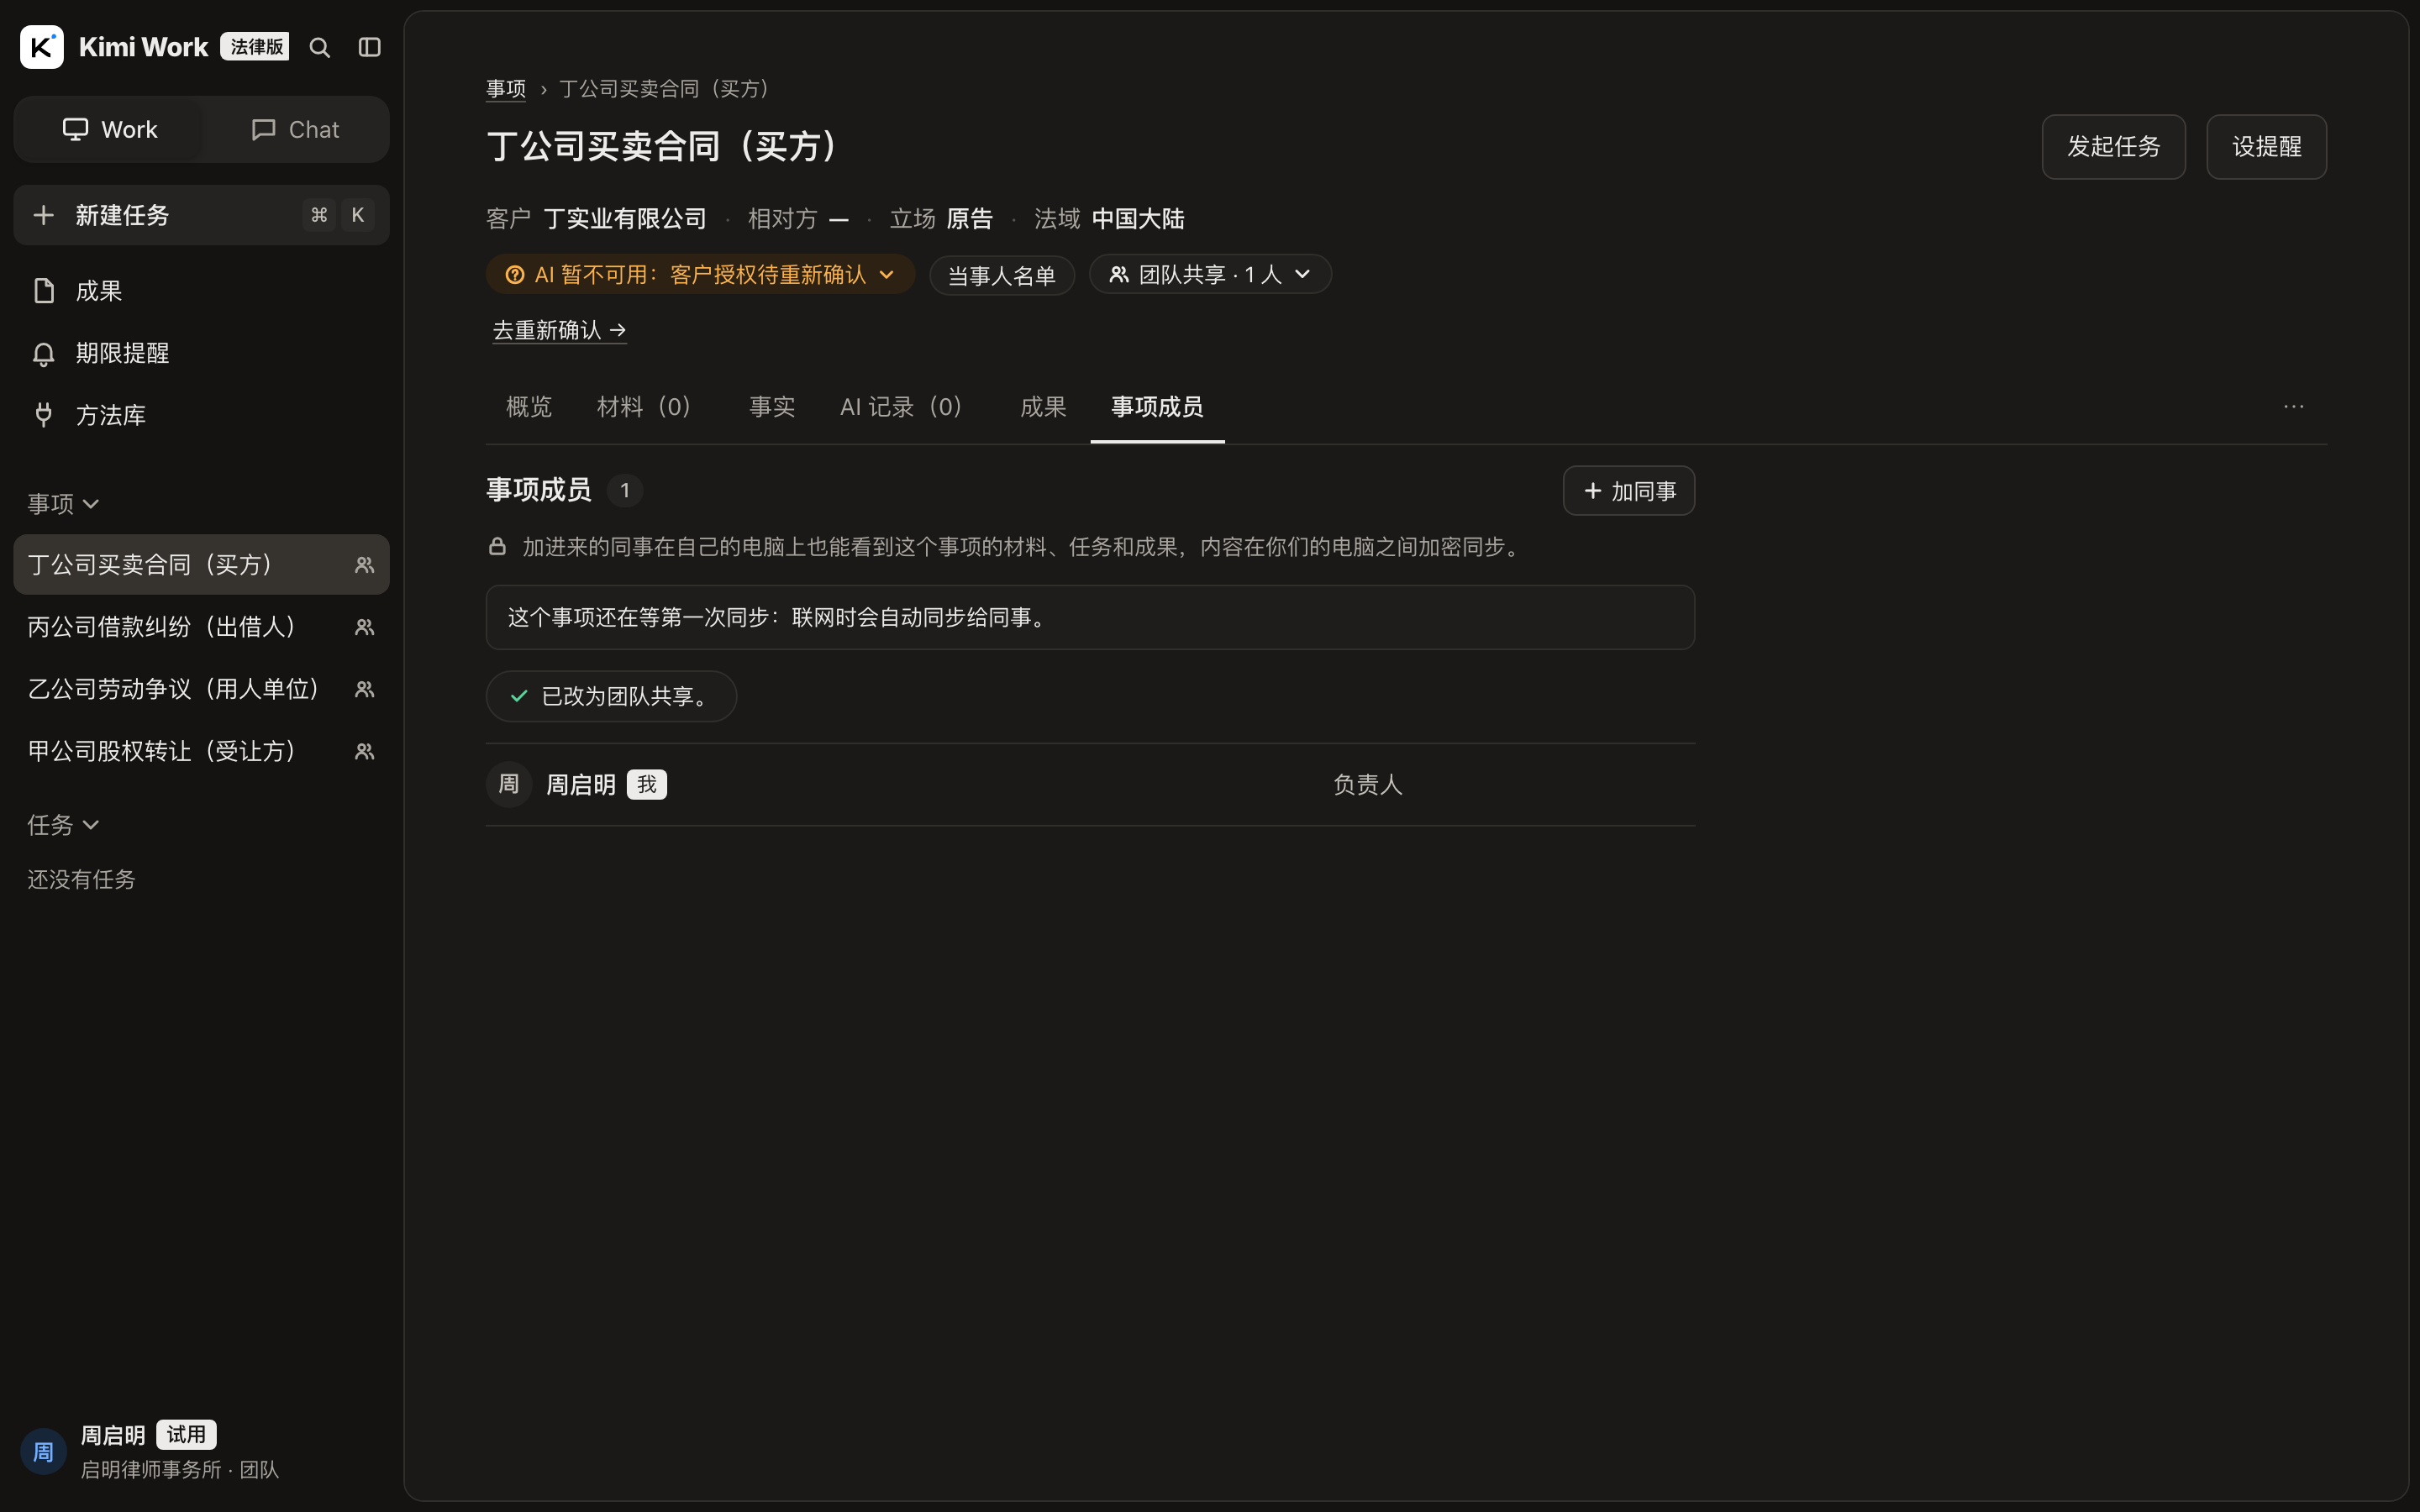 Kimi Work 法律版
Work
Chat
新建任务 ⌘ K
成果
期限提醒
方法库
事项
丁公司买卖合同（买方）
丙公司借款纠纷（出借人）
乙公司劳动争议（用人单位）
甲公司股权转让（受让方）
任务
还没有任务
周 周启明 试用
启明律师事务所 · 团队
事项 › 丁公司买卖合同（买方）
丁公司买卖合同（买方）
发起任务 设提醒
客户 丁实业有限公司 · 相对方 — · 立场 原告 · 法域 中国大陆
AI 暂不可用：客户授权待重新确认 当事人名单 团队共享 · 1 人
去重新确认 →
概览 材料（0） 事实 AI 记录（0） 成果 事项成员 ···
事项成员 1 + 加同事
加进来的同事在自己的电脑上也能看到这个事项的材料、任务和成果，内容在你们的电脑之间加密同步。
这个事项还在等第一次同步：联网时会自动同步给同事。
已改为团队共享。
周 周启明 我 负责人